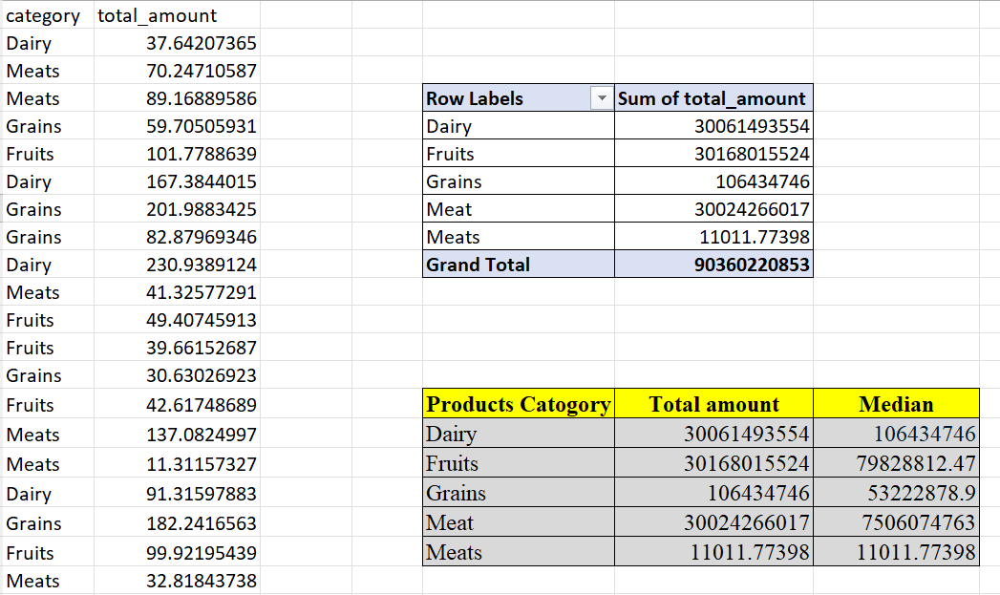 category total_amount
Dairy 37.64207365
Meats 70.24710587
Meats 89.16889586
Grains 59.70505931
Fruits 101.7788639
Dairy 167.3844015
Grains 201.9883425
Grains 82.87969346
Dairy 230.9389124
Meats 41.32577291
Fruits 49.40745913
Fruits 39.66152687
Grains 30.63026923
Fruits 42.61748689
Meats 137.0824997
Meats 11.31157327
Dairy 91.31597883
Grains 182.2416563
Fruits 99.92195439
Meats 32.81843738
Row Labels Sum of total_amount
Dairy 30061493554
Fruits 30168015524
Grains 106434746
Meat 30024266017
Meats 11011.77398
Grand Total 90360220853
Products Catogory Total amount Median
Dairy 30061493554 106434746
Fruits 30168015524 79828812.47
Grains 106434746 53222878.9
Meat 30024266017 7506074763
Meats 11011.77398 11011.77398